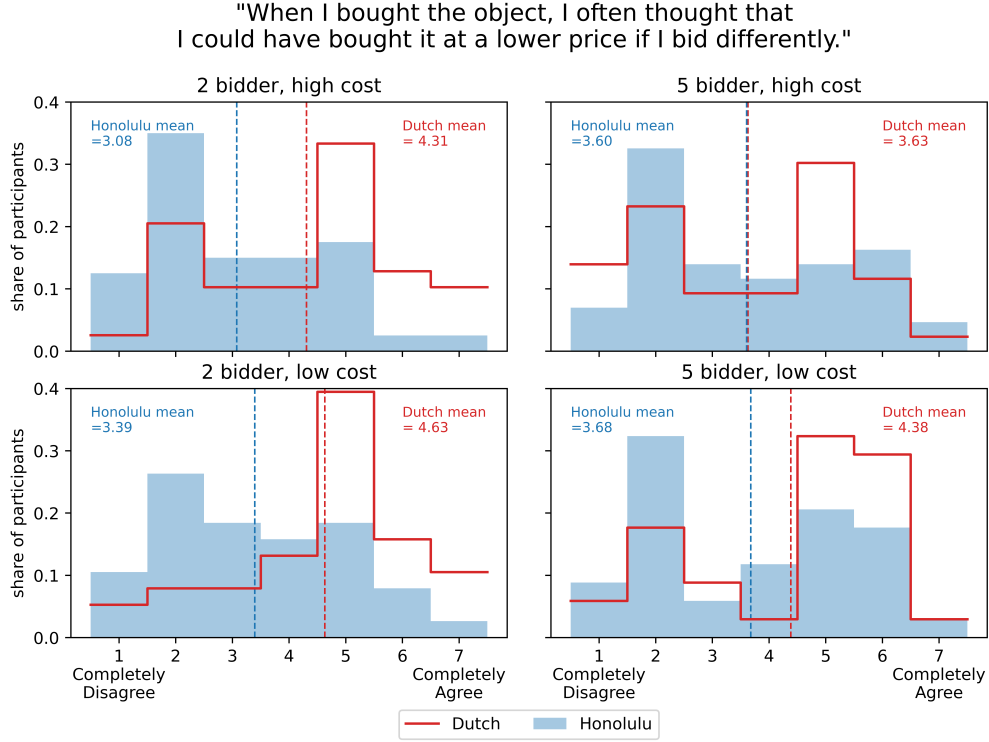 "When I bought the object, I often thought that
I could have bought it at a lower price if I bid differently."
2 bidder, high cost
5 bidder, high cost
0.4
0.3
0.2
0.1
0.0
share of participants
Honolulu mean
=3.08
Dutch mean
= 4.31
Honolulu mean
=3.60
Dutch mean
= 3.63
2 bidder, low cost
5 bidder, low cost
0.4
0.3
0.2
0.1
0.0
share of participants
Honolulu mean
=3.39
Dutch mean
= 4.63
Honolulu mean
=3.68
Dutch mean
= 4.38
1 2 3 4 5 6 7
Completely
Disagree
Completely
Agree
1 2 3 4 5 6 7
Completely
Disagree
Completely
Agree
Dutch Honolulu